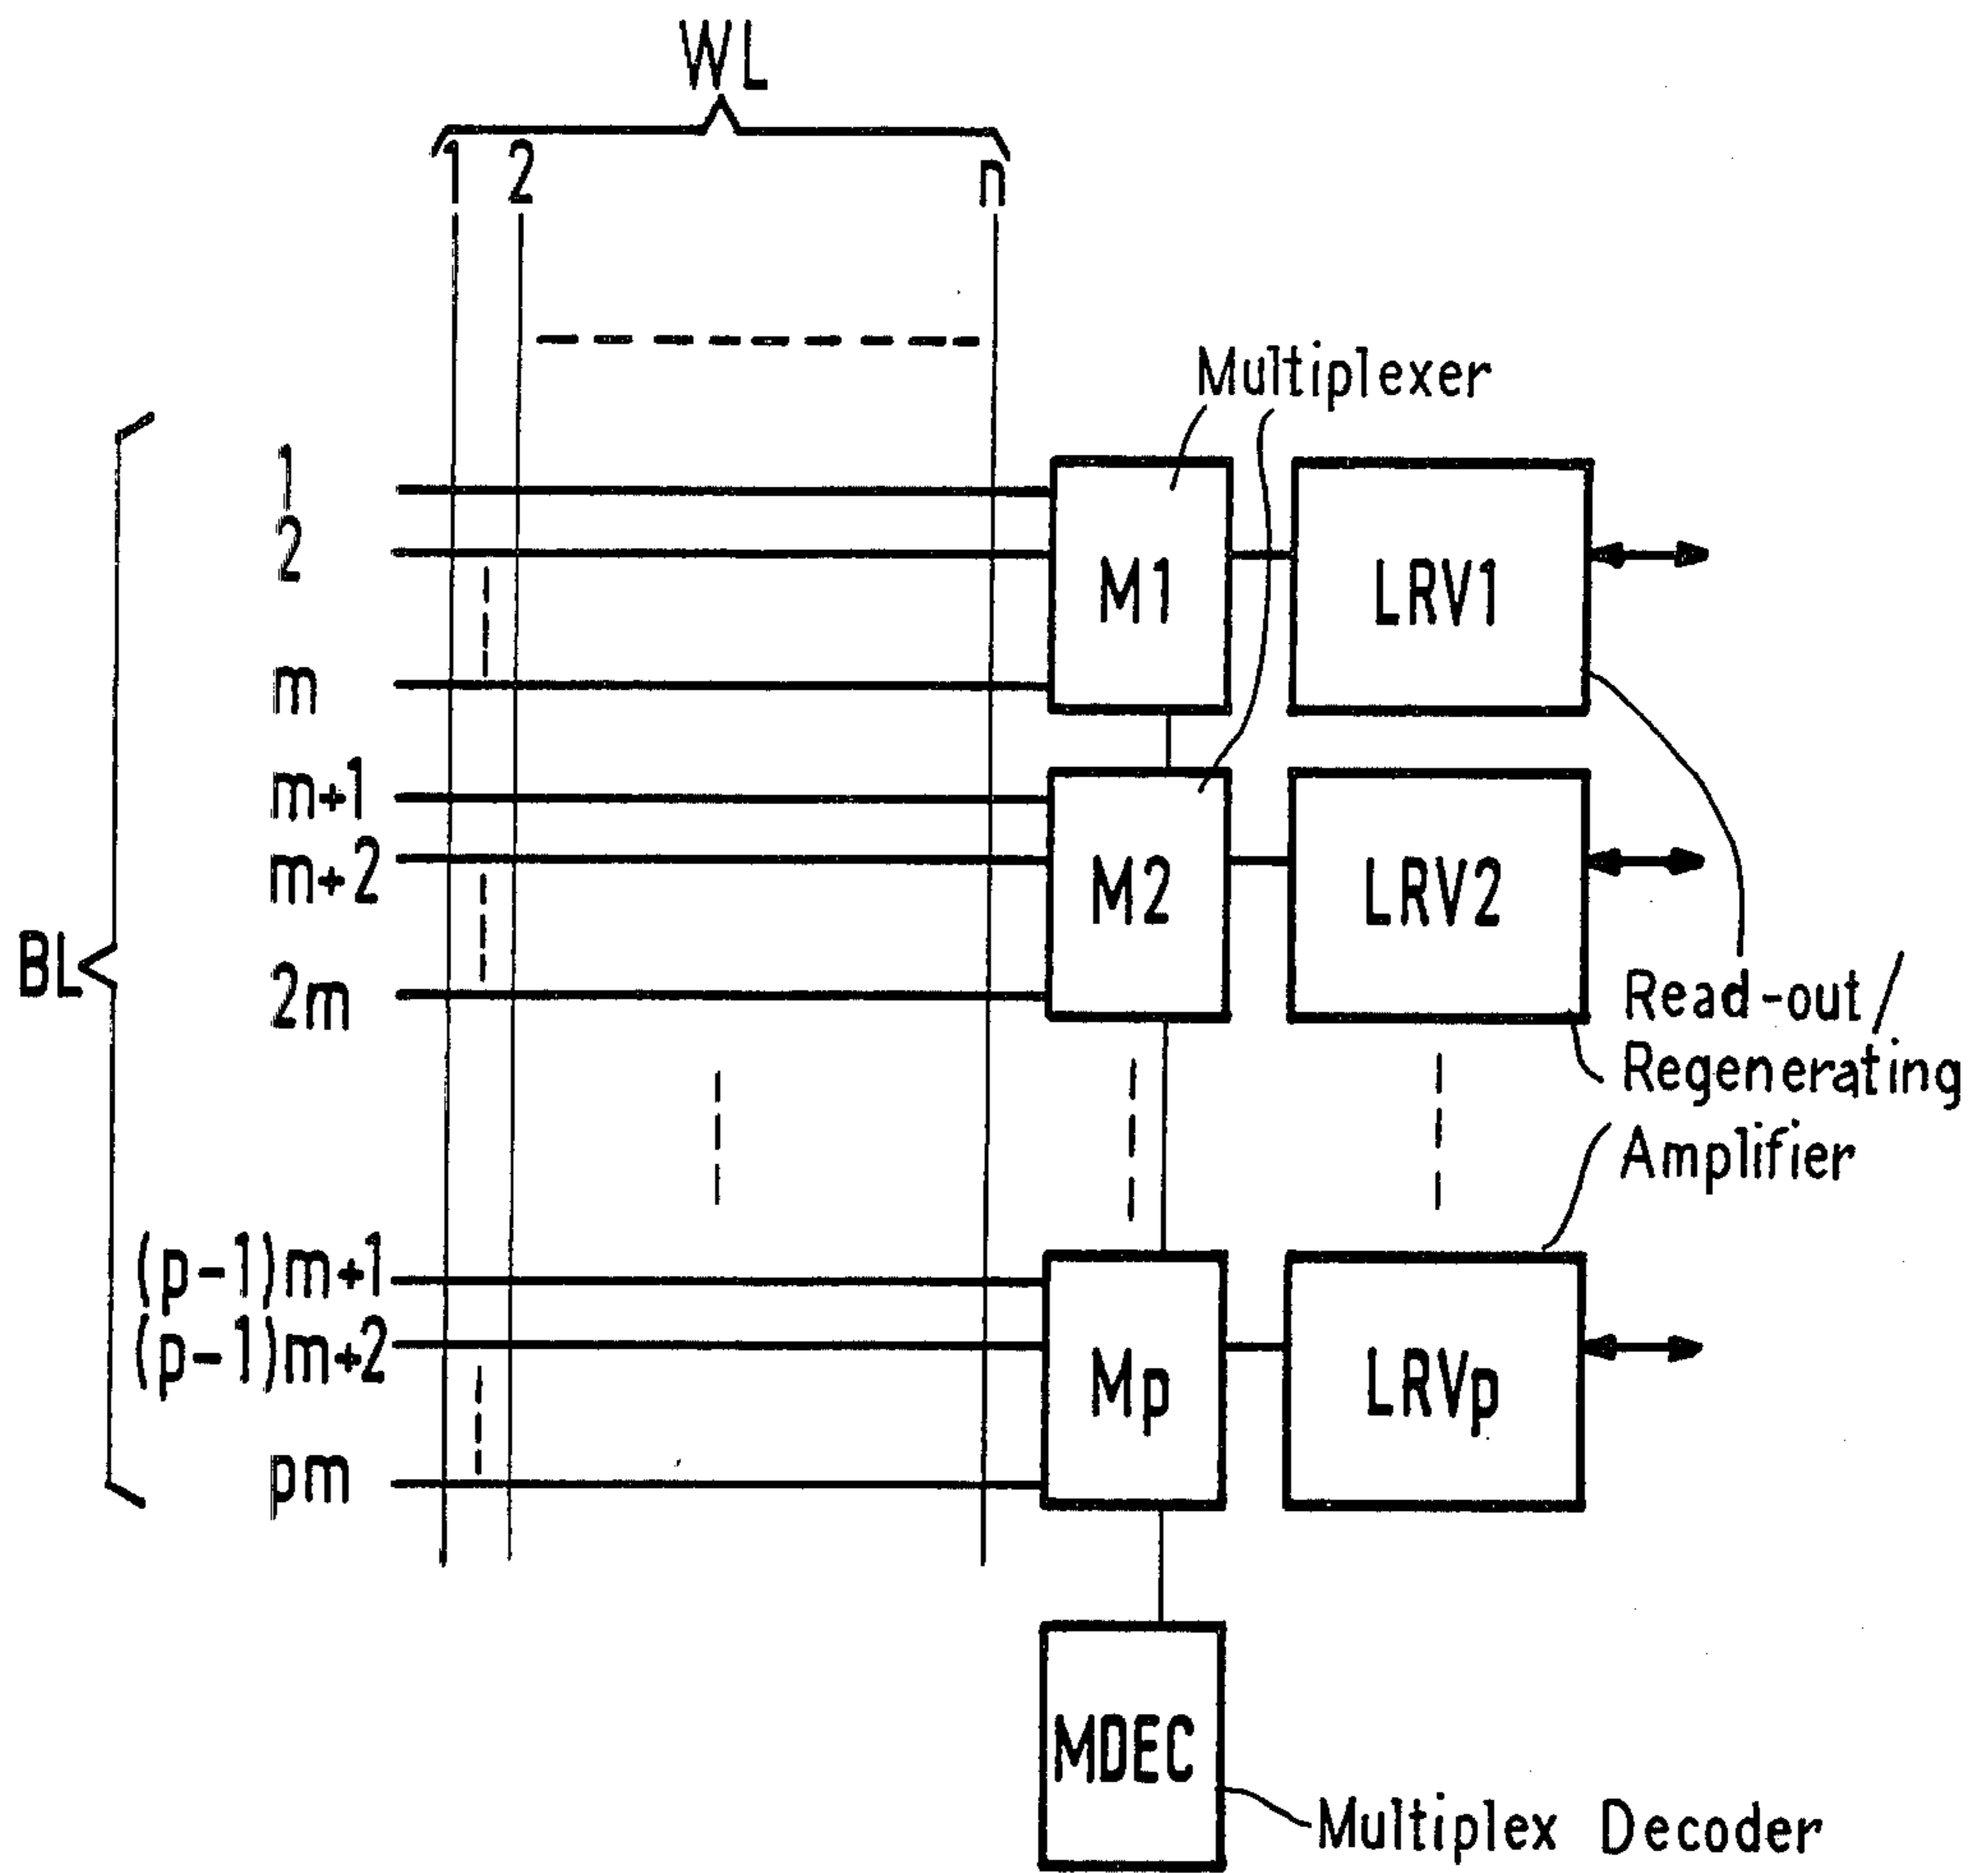 WL
1 2 n
Multiplexer
1
2
m
M1 LRV1
m+1
m+2
2m
M2 LRV2
BL
Read-out/
Regenerating
Amplifier
(p-1)m+1
(p-1)m+2
pm
Mp LRVp
MDEC
Multiplex Decoder